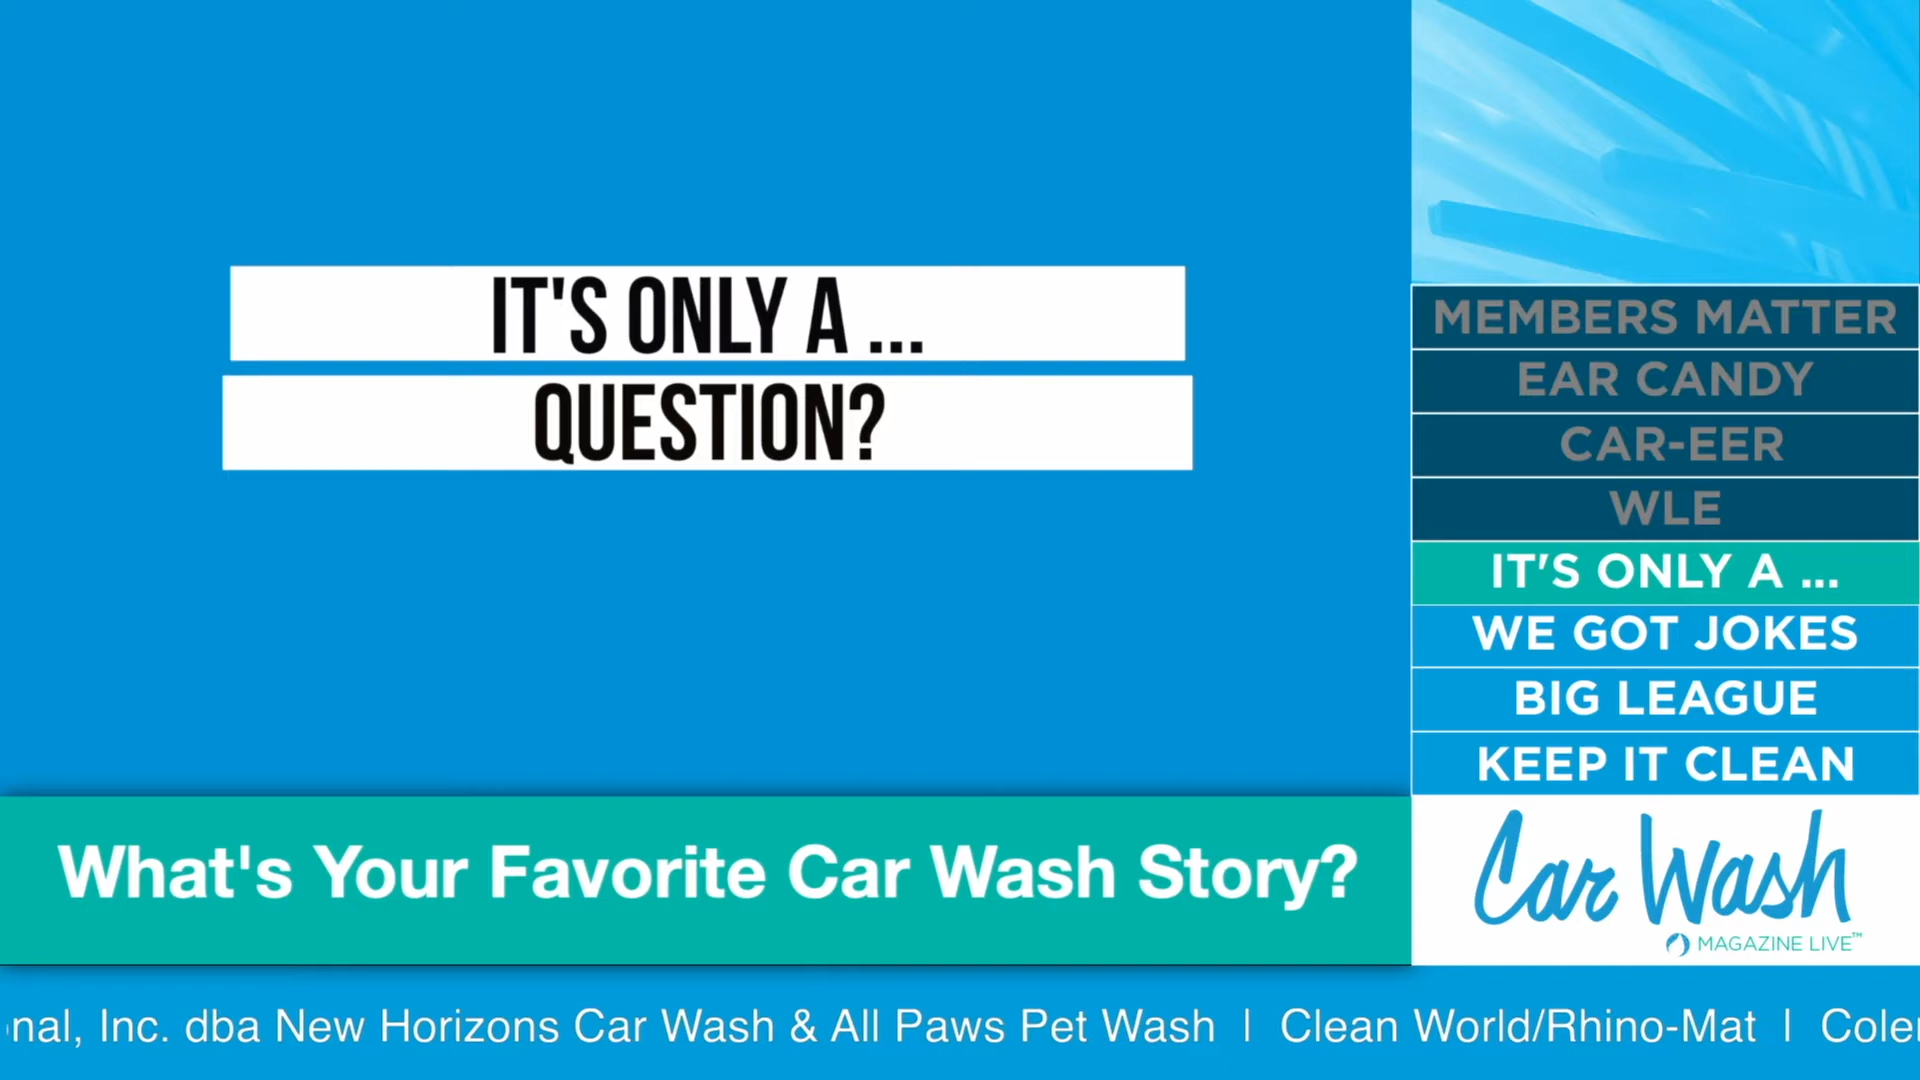 IT'S ONLY A ...
QUESTION?
MEMBERS MATTER
EAR CANDY
CAR-EER
WLE
IT'S ONLY A ...
WE GOT JOKES
BIG LEAGUE
KEEP IT CLEAN
What's Your Favorite Car Wash Story?
Car Wash
MAGAZINE LIVE™
nal, Inc. dba New Horizons Car Wash & All Paws Pet Wash | Clean World/Rhino-Mat |